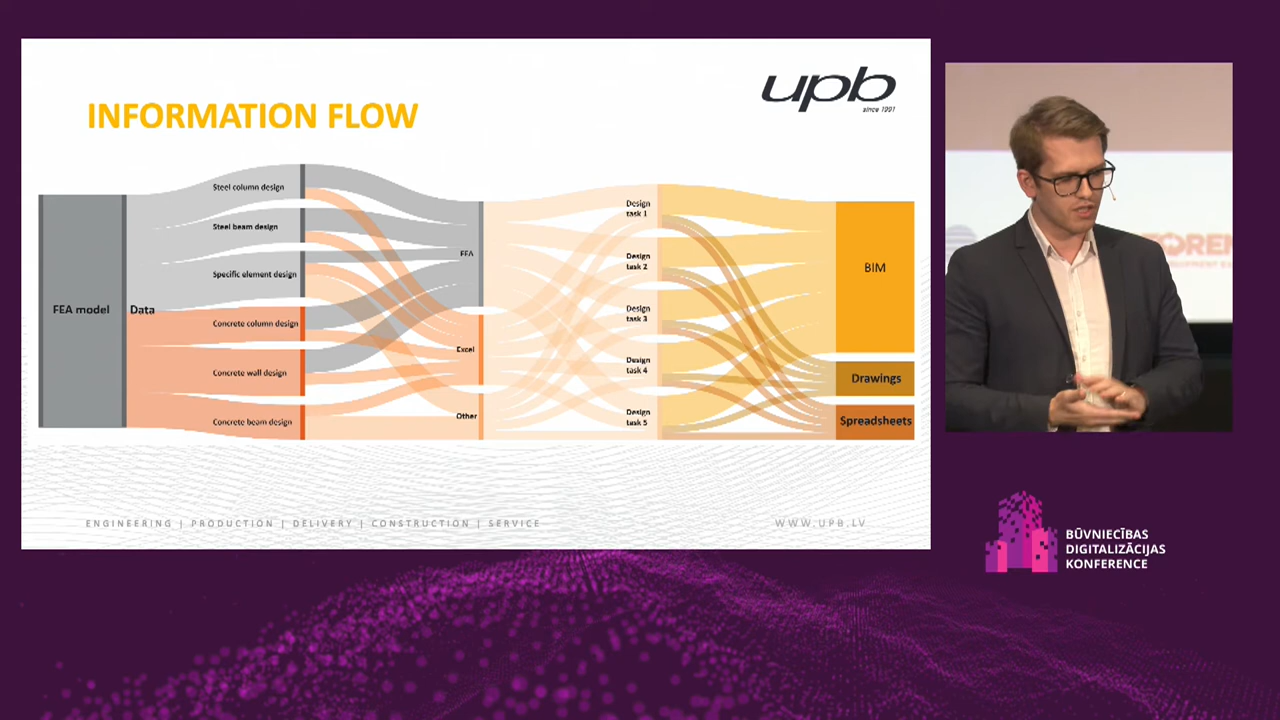 INFORMATION FLOW
upb
since 1991
FEA model
Data
Steel column design
Steel beam design
Specific element design
Concrete column design
Concrete wall design
Concrete beam design
FEA
Excel
Other
Design
task 1
Design
task 2
Design
task 3
Design
task 4
Design
task 5
BIM
Drawings
Spreadsheets
ENGINEERING | PRODUCTION | DELIVERY | CONSTRUCTION | SERVICE
WWW.UPB.LV
BŪVNIECĪBAS
DIGITALIZĀCIJAS
KONFERENCE